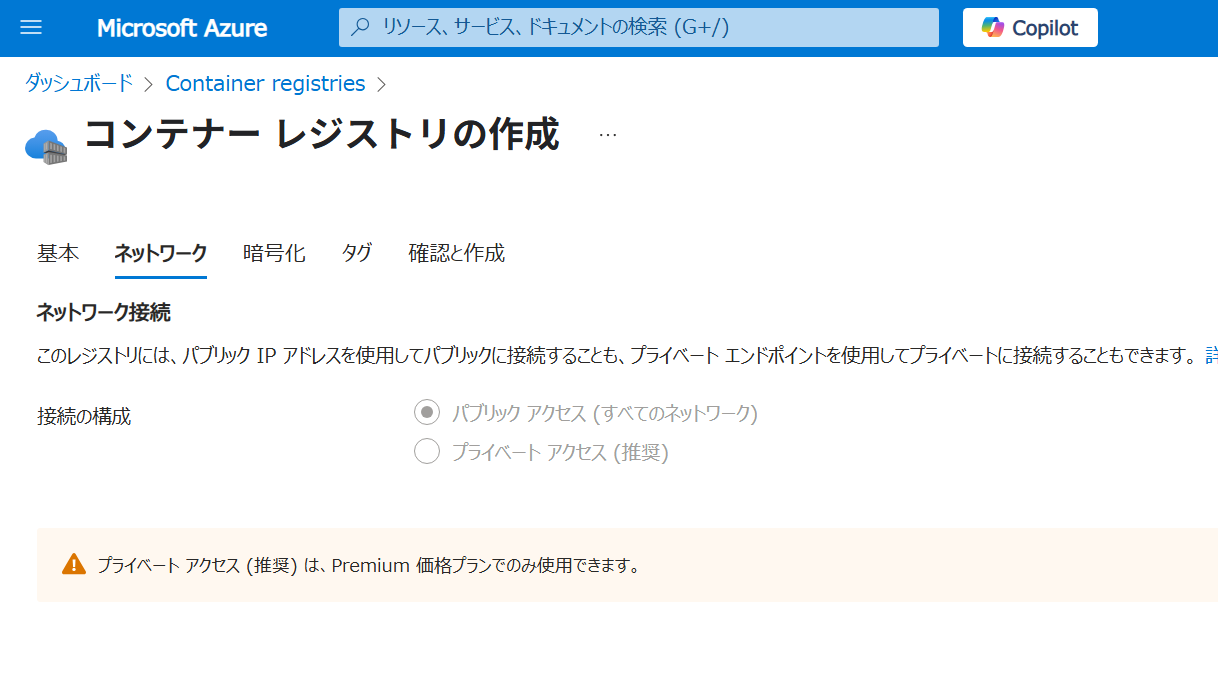 Microsoft Azure
リソース、サービス、ドキュメントの検索 (G+/)
Copilot
ダッシュボード > Container registries >
コンテナー レジストリの作成 …
基本 ネットワーク 暗号化 タグ 確認と作成
ネットワーク接続
このレジストリには、パブリック IP アドレスを使用してパブリックに接続することも、プライベート エンドポイントを使用してプライベートに接続することもできます。
接続の構成
パブリック アクセス (すべてのネットワーク)
プライベート アクセス (推奨)
プライベート アクセス (推奨) は、Premium 価格プランでのみ使用できます。